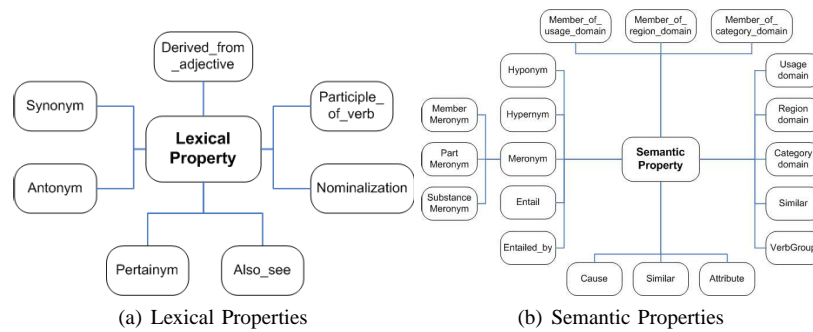 Derived_from
_adjective
Synonym
Participle_
of_verb
Lexical
Property
Antonym
Nominalization
Pertainym
Also_see
(a) Lexical Properties
Member_of_
usage_domain
Member_of_
region_domain
Member_of_
category_domain
Hyponym
Usage
domain
Member
Meronym
Hypernym
Region
domain
Part
Meronym
Meronym
Semantic
Property
Category
domain
Substance
Meronym
Entail
Similar
Entailed_by
VerbGroup
Cause
Similar
Attribute
(b) Semantic Properties